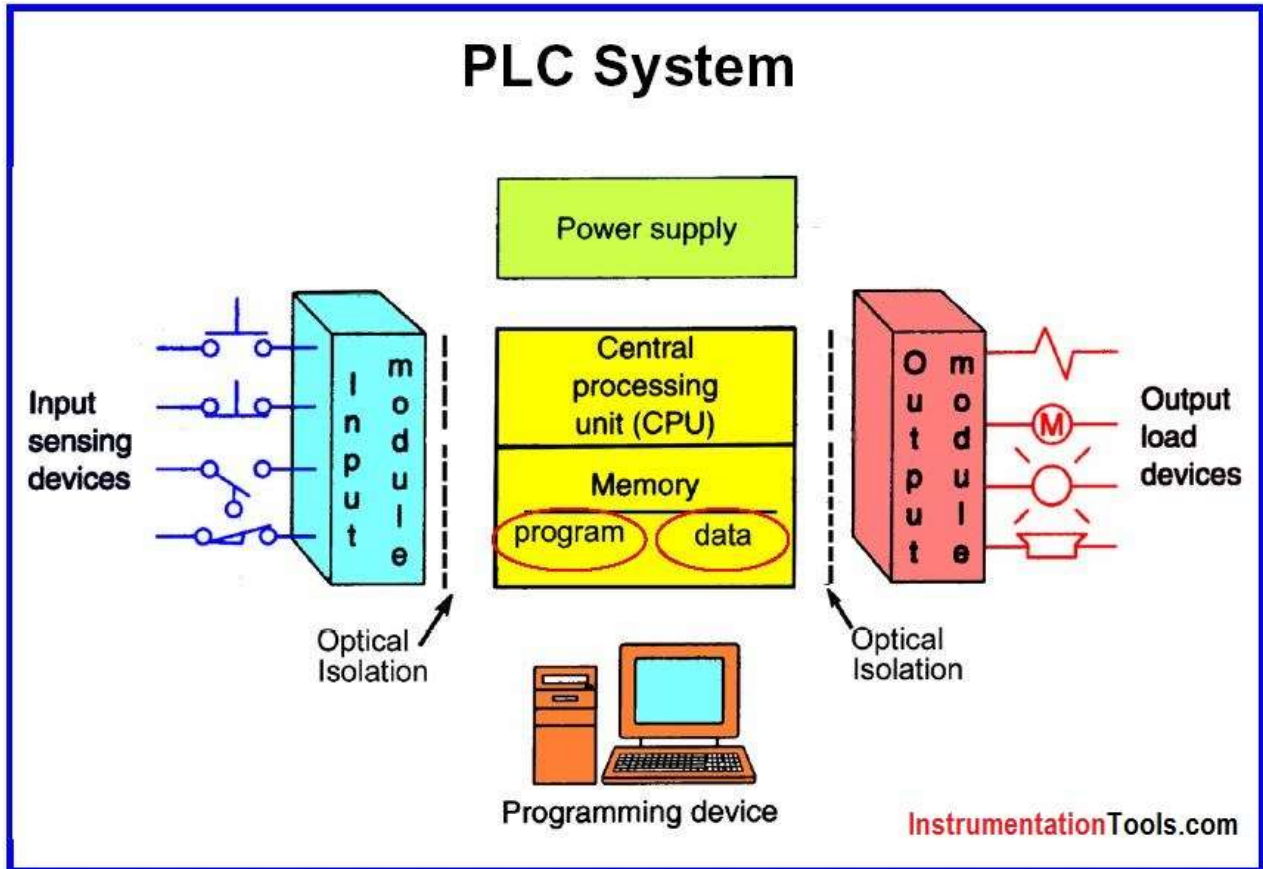 PLC System
Power supply
Input
sensing
devices
Input
module
Central
processing
unit (CPU)
Memory
program data
Output
module
M
Output
load
devices
Optical
Isolation
Optical
Isolation
Programming device
InstrumentationTools.com